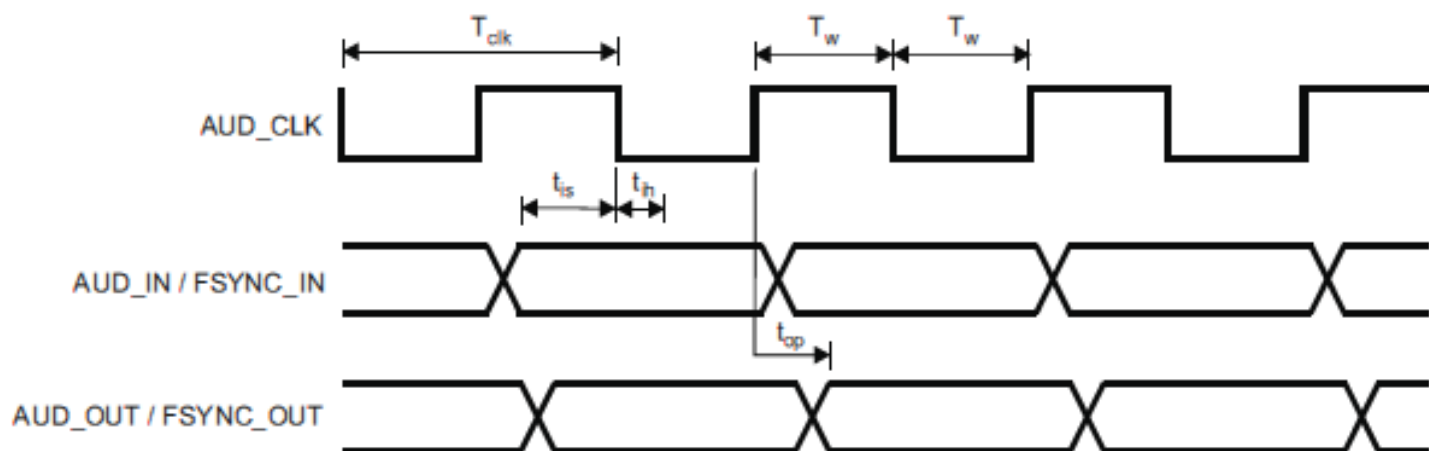 Tclk Tw Tw
AUD_CLK
tis tih
AUD_IN / FSYNC_IN
top
AUD_OUT / FSYNC_OUT